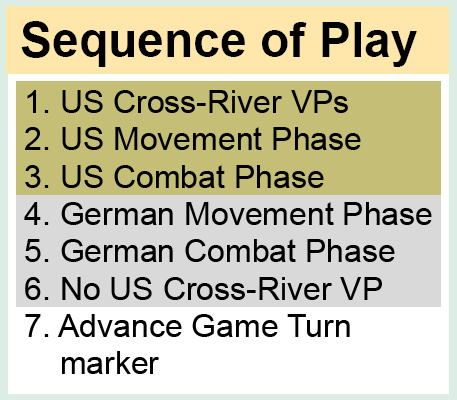 Sequence of Play
1. US Cross-River VPs
2. US Movement Phase
3. US Combat Phase
4. German Movement Phase
5. German Combat Phase
6. No US Cross-River VP
7. Advance Game Turn
marker